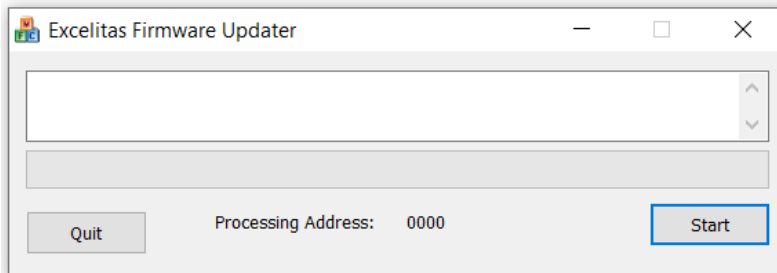 Excelitas Firmware Updater
Processing Address: 0000
Quit
Start